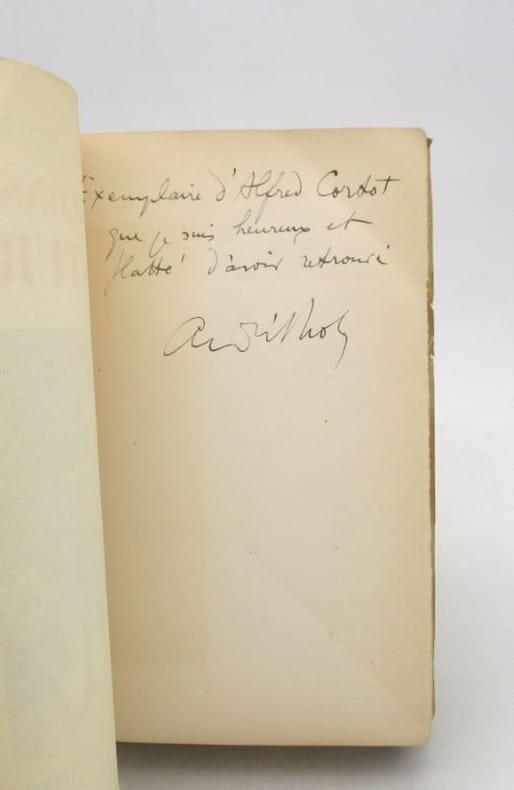 Exemplaire d'Alfred Cortot
que je suis heureux et
flatté d'avoir retrouvé